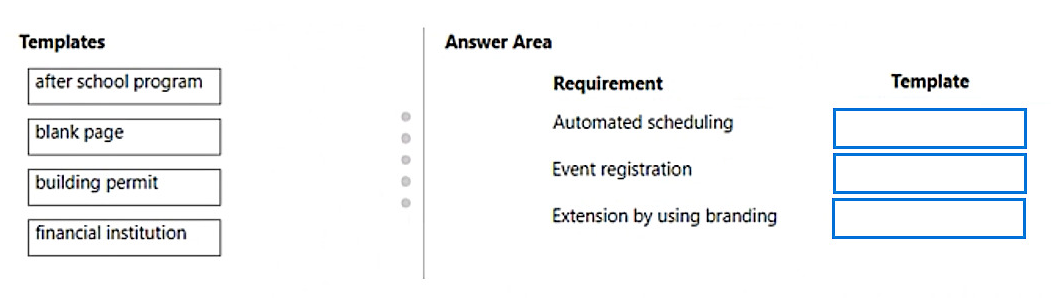 Templates
after school program
blank page
building permit
financial institution
Answer Area
Requirement Template
Automated scheduling
Event registration
Extension by using branding